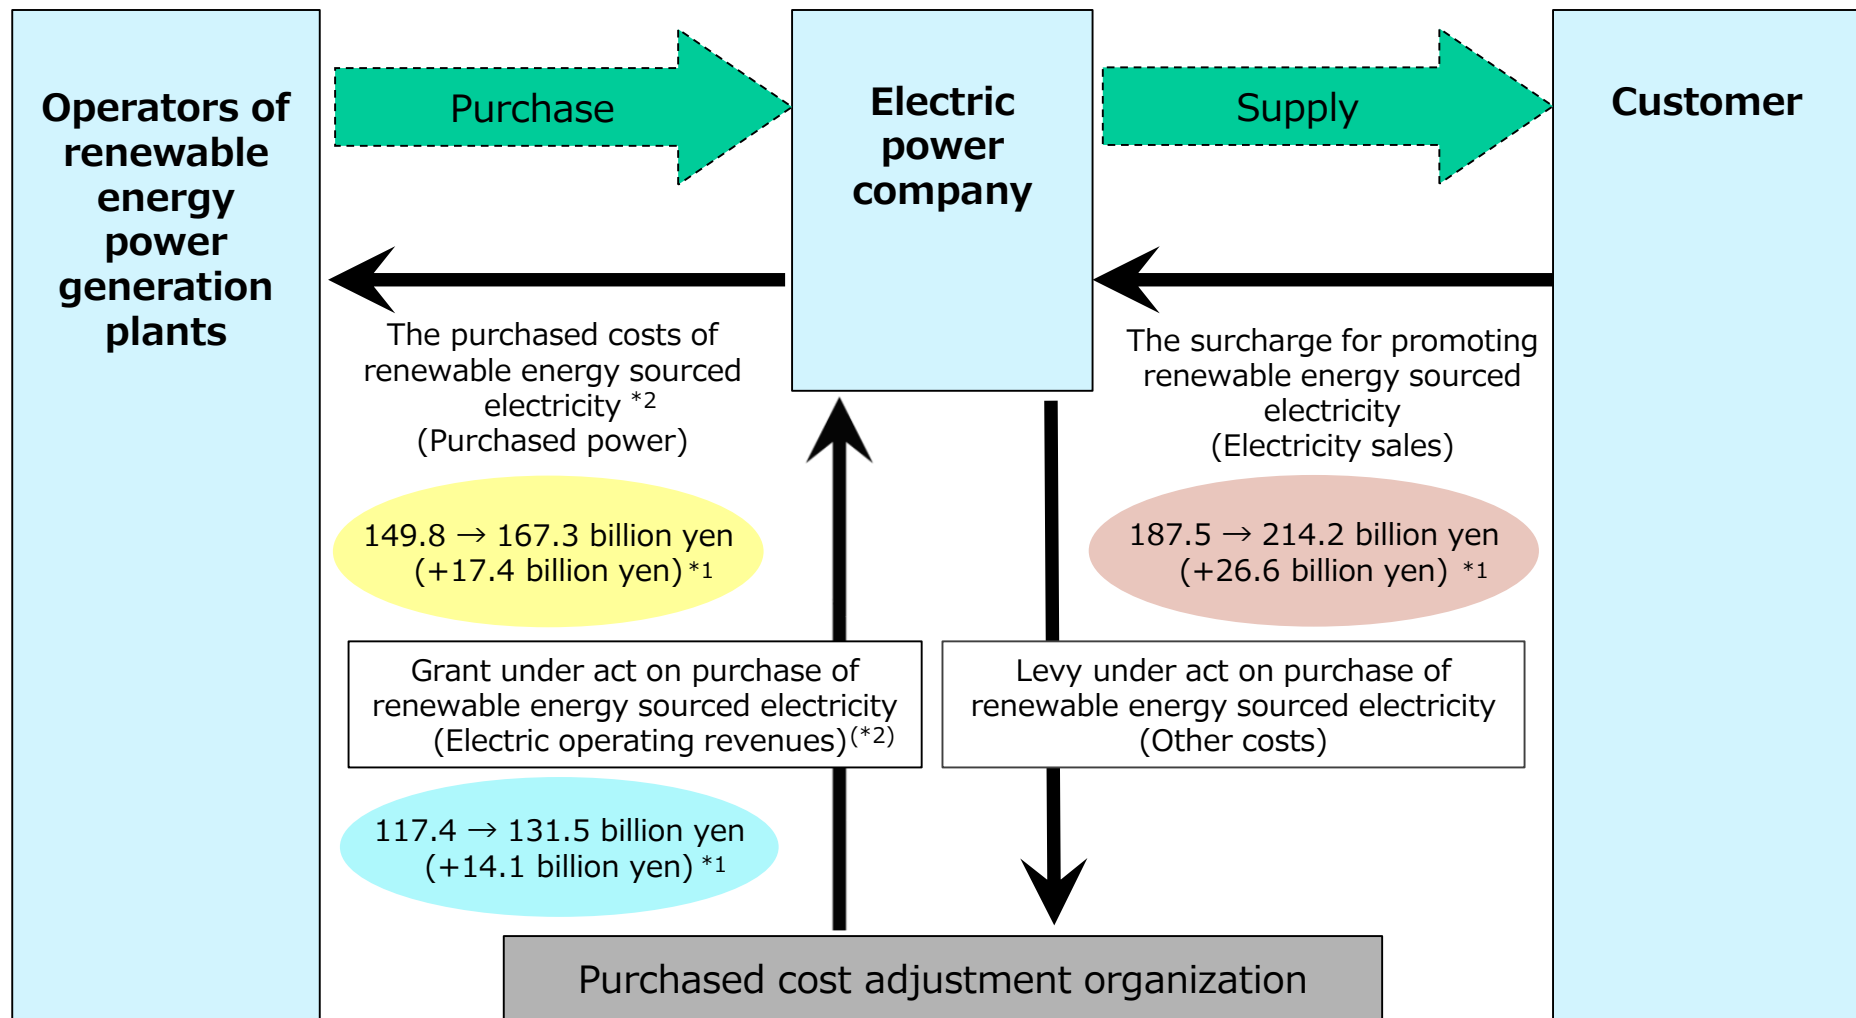 Operators of
renewable
energy
power
generation
plants
Purchase
Electric
power
company
Supply
Customer
The purchased costs of
renewable energy sourced
electricity *2
(Purchased power)
149.8 → 167.3 billion yen
(+17.4 billion yen) *1
The surcharge for promoting
renewable energy sourced
electricity
(Electricity sales)
187.5 → 214.2 billion yen
(+26.6 billion yen) *1
Grant under act on purchase of
renewable energy sourced electricity
(Electric operating revenues)(*2)
117.4 → 131.5 billion yen
(+14.1 billion yen) *1
Levy under act on purchase of
renewable energy sourced electricity
(Other costs)
Purchased cost adjustment organization